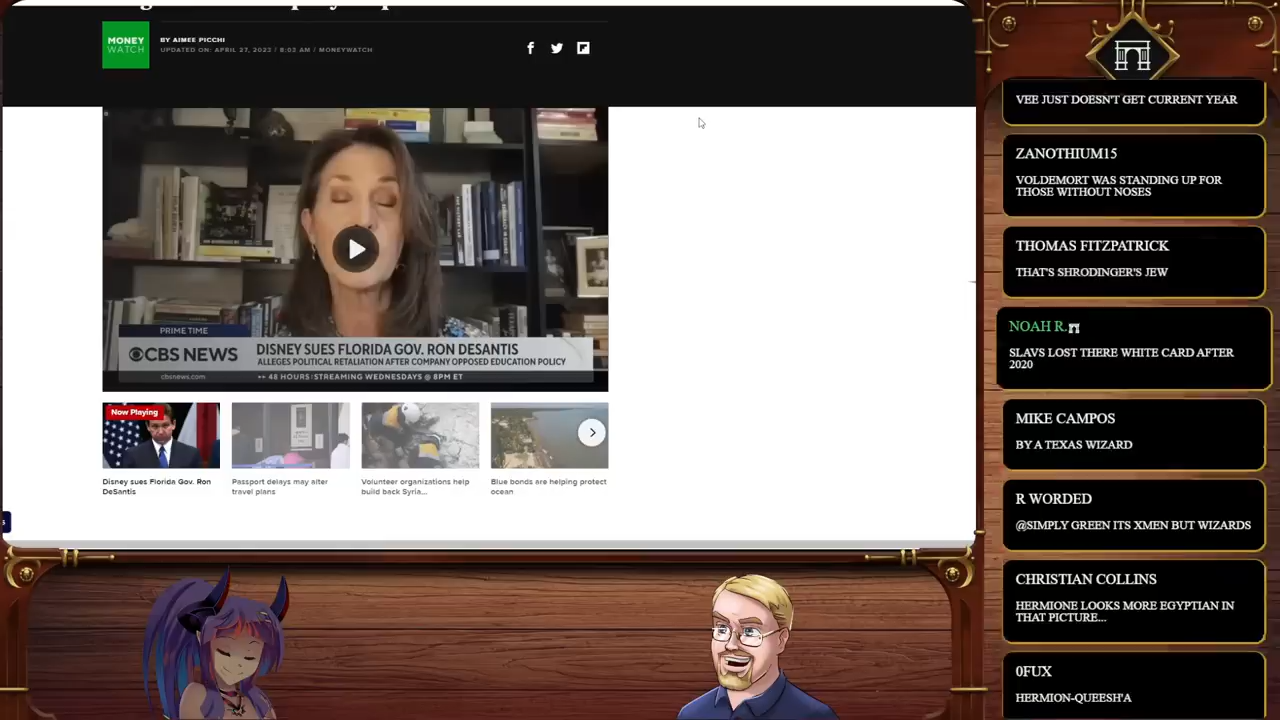 MONEY
WATCH
BY AIMEE PICCHI
UPDATED ON: APRIL 27, 2023 / 8:03 AM / MONEYWATCH
PRIME TIME
CBS NEWS
DISNEY SUES FLORIDA GOV. RON DESANTIS
ALLEGES POLITICAL RETALIATION AFTER COMPANY OPPOSED EDUCATION POLICY
cbsnews.com
48 HOURS: STREAMING WEDNESDAYS @ 8PM ET
Now Playing
Disney sues Florida Gov. Ron
DeSantis
Passport delays may alter
travel plans
Volunteer organizations help
build back Syria...
Blue bonds are helping protect
ocean
VEE JUST DOESN'T GET CURRENT YEAR
ZANOTHIUM15
VOLDEMORT WAS STANDING UP FOR
THOSE WITHOUT NOSES
THOMAS FITZPATRICK
THAT'S SHRODINGER'S JEW
NOAH R.
SLAVS LOST THERE WHITE CARD AFTER
2020
MIKE CAMPOS
BY A TEXAS WIZARD
R WORDED
@SIMPLY GREEN ITS XMEN BUT WIZARDS
CHRISTIAN COLLINS
HERMIONE LOOKS MORE EGYPTIAN IN
THAT PICTURE...
0FUX
HERMION-QUEESH'A